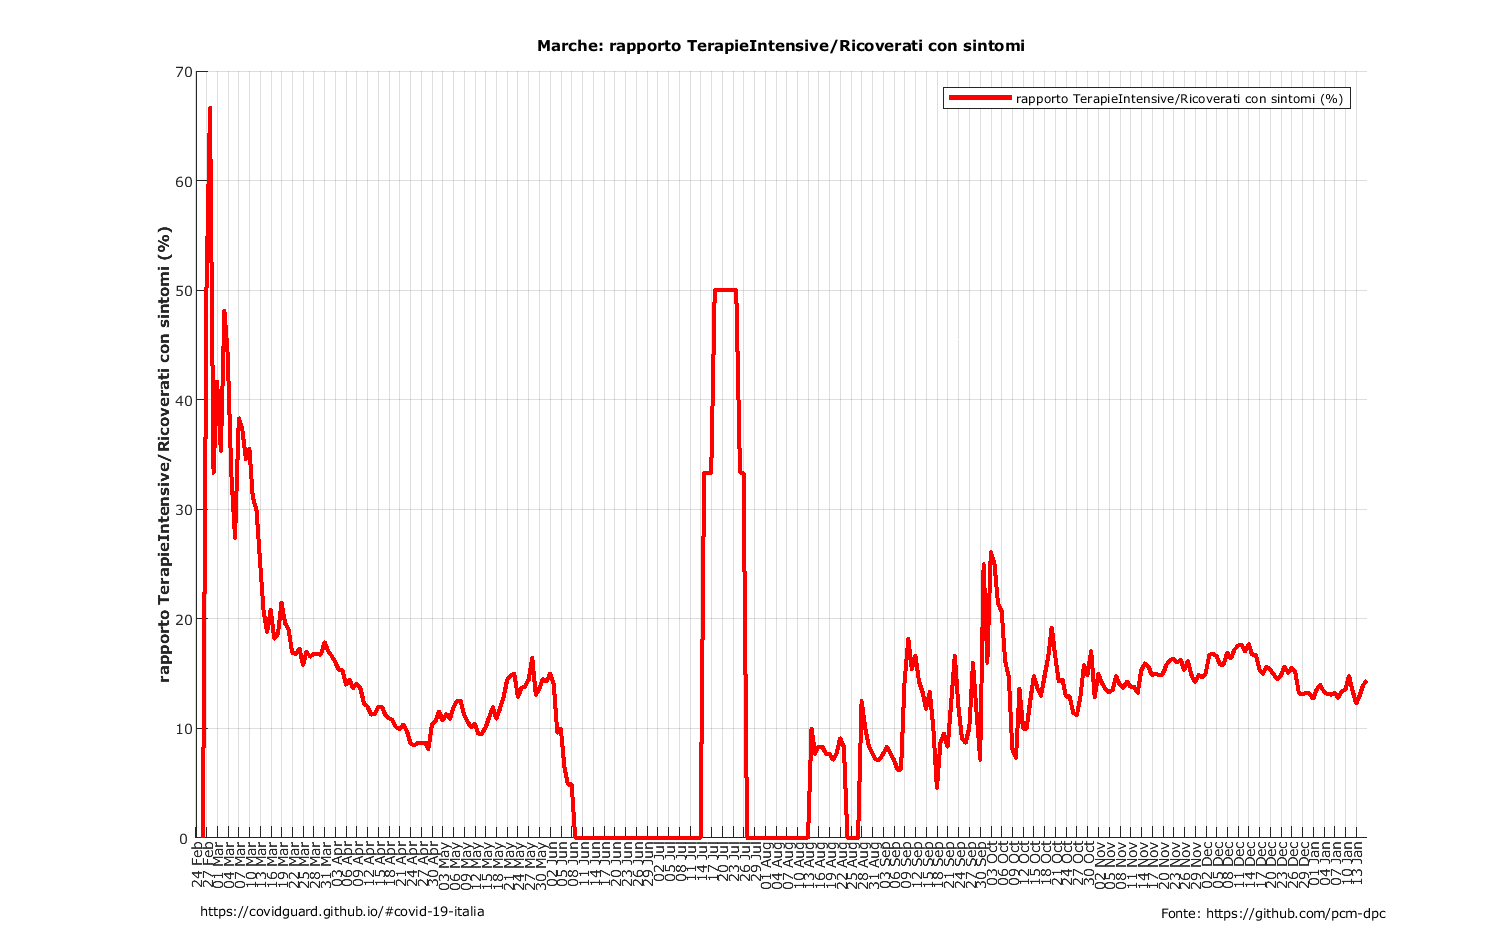 Marche: rapporto TerapieIntensive/Ricoverati con sintomi
rapporto TerapieIntensive/Ricoverati con sintomi (%)
rapporto TerapieIntensive/Ricoverati con sintomi (%)
70
60
50
40
30
20
10
0
24 Feb
27 Feb
01 Mar
04 Mar
07 Mar
10 Mar
13 Mar
16 Mar
19 Mar
22 Mar
25 Mar
28 Mar
31 Mar
03 Apr
06 Apr
09 Apr
12 Apr
15 Apr
18 Apr
21 Apr
24 Apr
27 Apr
30 Apr
03 May
06 May
09 May
12 May
15 May
18 May
21 May
24 May
27 May
30 May
02 Jun
05 Jun
08 Jun
11 Jun
14 Jun
17 Jun
20 Jun
23 Jun
26 Jun
29 Jun
02 Jul
05 Jul
08 Jul
11 Jul
14 Jul
17 Jul
20 Jul
23 Jul
26 Jul
29 Jul
01 Aug
04 Aug
07 Aug
10 Aug
13 Aug
16 Aug
19 Aug
22 Aug
25 Aug
28 Aug
31 Aug
03 Sep
06 Sep
09 Sep
12 Sep
15 Sep
18 Sep
21 Sep
24 Sep
27 Sep
30 Sep
03 Oct
06 Oct
09 Oct
12 Oct
15 Oct
18 Oct
21 Oct
24 Oct
27 Oct
30 Oct
02 Nov
05 Nov
08 Nov
11 Nov
14 Nov
17 Nov
20 Nov
23 Nov
26 Nov
29 Nov
02 Dec
05 Dec
08 Dec
11 Dec
14 Dec
17 Dec
20 Dec
23 Dec
26 Dec
29 Dec
01 Jan
04 Jan
07 Jan
10 Jan
13 Jan
https://covidguard.github.io/#covid-19-italia
Fonte: https://github.com/pcm-dpc